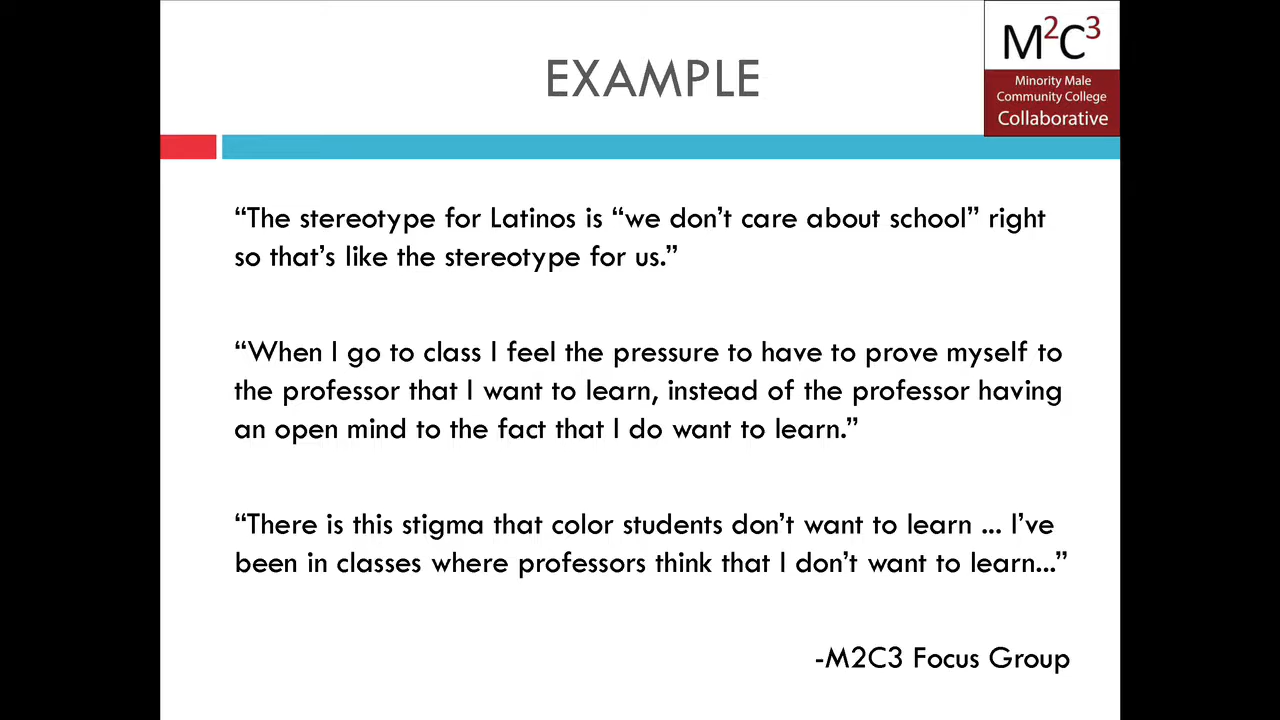 EXAMPLE
M2C3
Minority Male
Community College
Collaborative
“The stereotype for Latinos is “we don’t care about school” right
so that’s like the stereotype for us.”
“When I go to class I feel the pressure to have to prove myself to
the professor that I want to learn, instead of the professor having
an open mind to the fact that I do want to learn.”
“There is this stigma that color students don’t want to learn ... I’ve
been in classes where professors think that I don’t want to learn...”
-M2C3 Focus Group